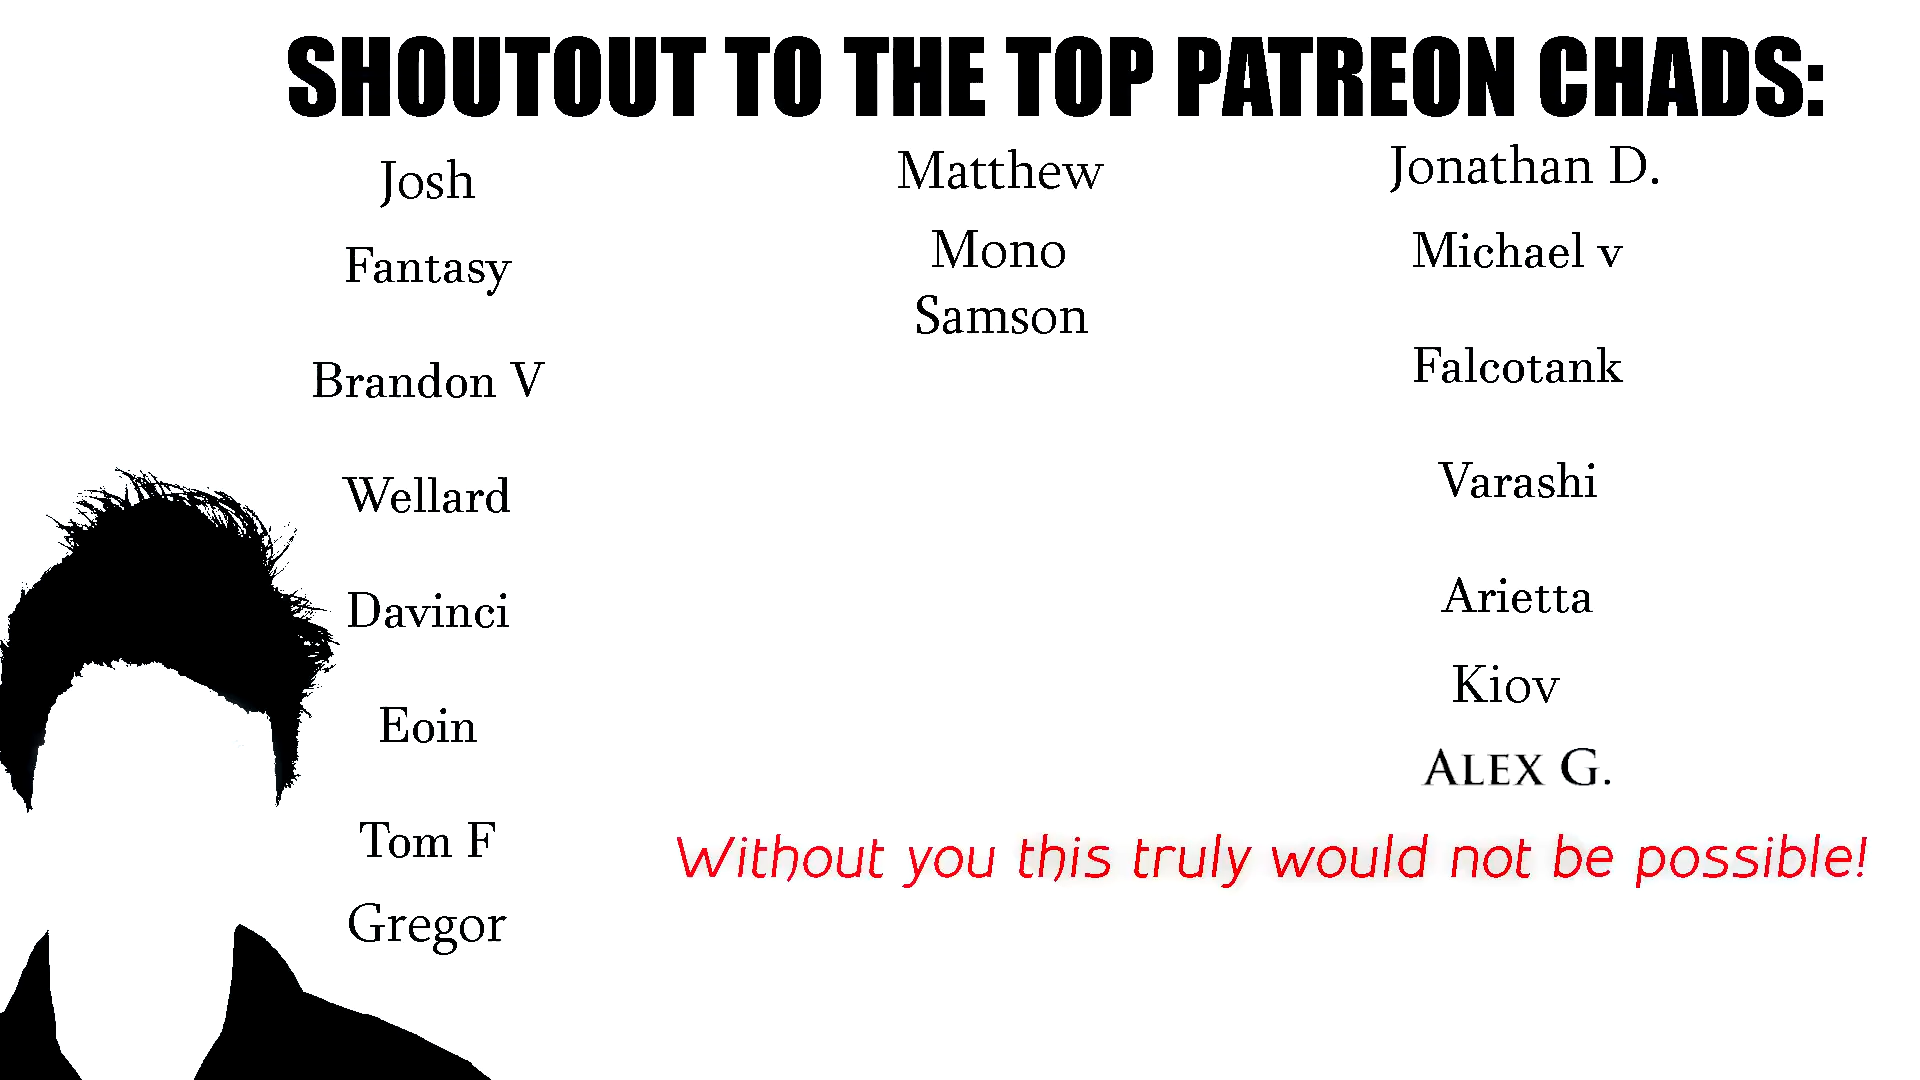 SHOUTOUT TO THE TOP PATREON CHADS:
Josh
Fantasy
Brandon V
Wellard
Davinci
Eoin
Tom F
Gregor
Matthew
Mono
Samson
Jonathan D.
Michael v
Falcotank
Varashi
Arietta
Kiov
ALEX G.
Without you this truly would not be possible!